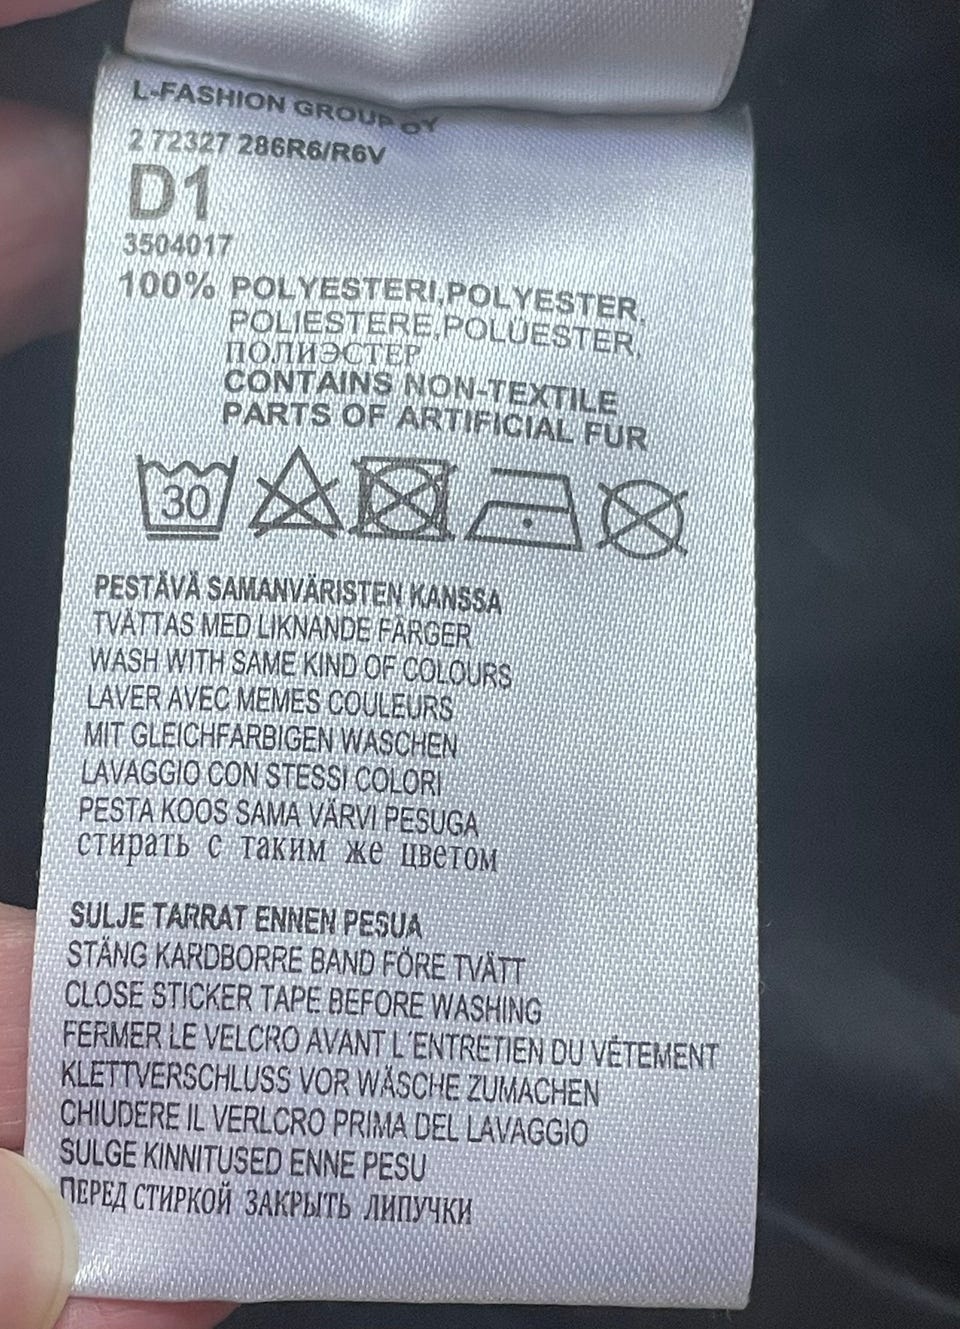 L-FASHION GROUP OY
2 72327 286R6/R6V
D1
3504017
100% POLYESTERI,POLYESTER,
POLIESTERE,POLÜESTER,
ПОЛИЭСТЕР
CONTAINS NON-TEXTILE
PARTS OF ARTIFICIAL FUR
30
PESTÄVÄ SAMANVÄRISTEN KANSSA
TVÄTTAS MED LIKNANDE FÄRGER
WASH WITH SAME KIND OF COLOURS
LAVER AVEC MEMES COULEURS
MIT GLEICHFARBIGEN WASCHEN
LAVAGGIO CON STESSI COLORI
PESTA KOOS SAMA VÄRVI PESUGA
стирать с таким же цветом
SULJE TARRAT ENNEN PESUA
STÄNG KARDBORRE BAND FÖRE TVÄTT
CLOSE STICKER TAPE BEFORE WASHING
FERMER LE VELCRO AVANT L´ENTRETIEN DU VÉTEMENT
KLETTVERSCHLUSS VOR WÄSCHE ZUMACHEN
CHIUDERE IL VERLCRO PRIMA DEL LAVAGGIO
SULGE KINNITUSED ENNE PESU
ПЕРЕД СТИРКОЙ ЗАКРЫТЬ ЛИПУЧКИ